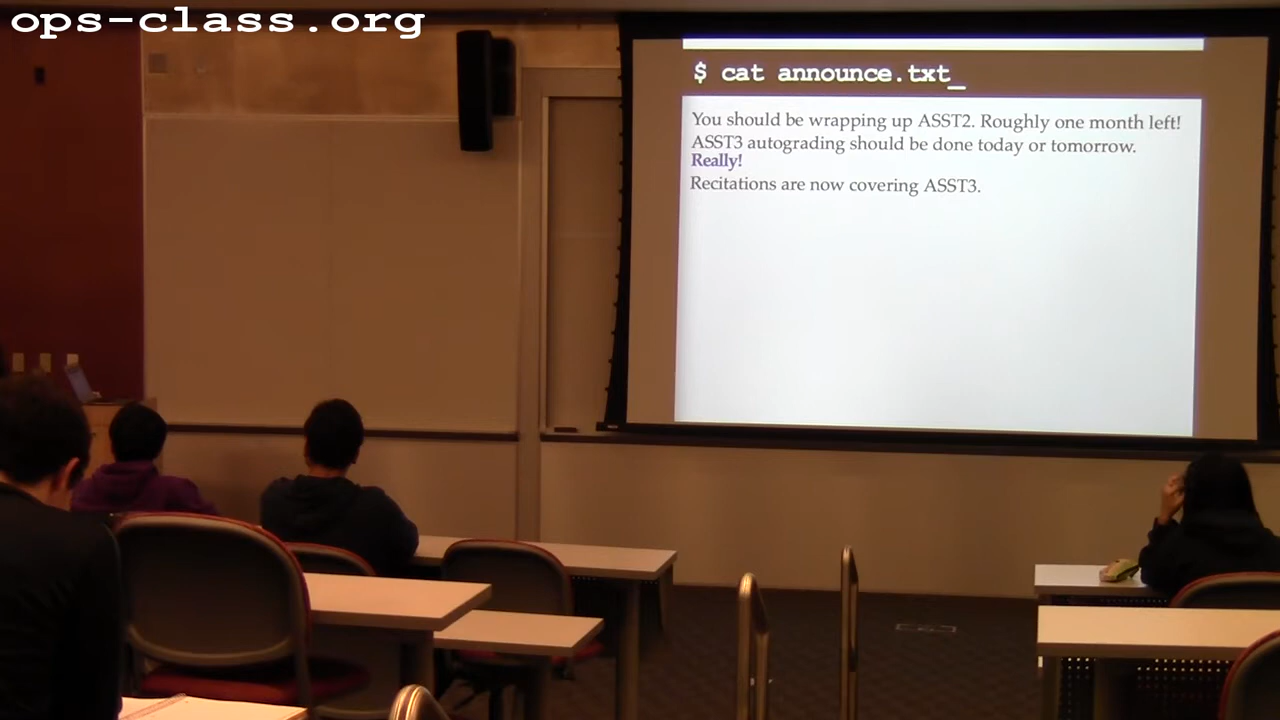 ops-class.org
$ cat announce.txt_
You should be wrapping up ASST2. Roughly one month left!
ASST3 autograding should be done today or tomorrow.
Really!
Recitations are now covering ASST3.